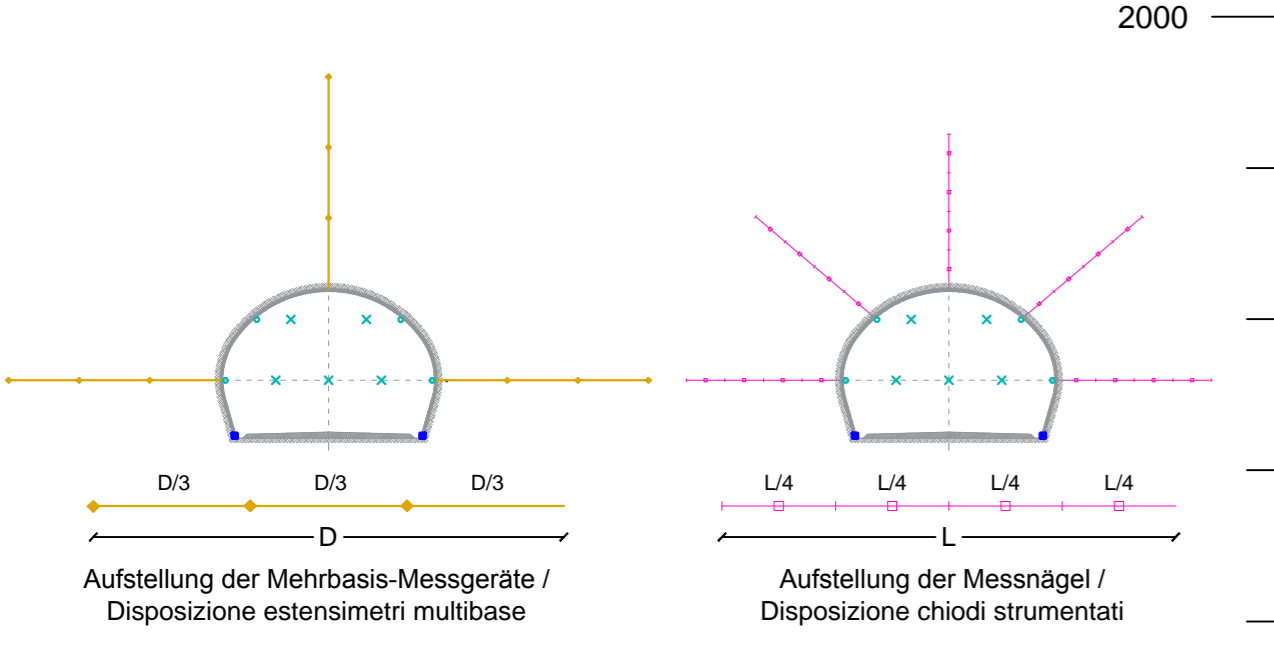 2000
D/3 D/3 D/3
D
Aufstellung der Mehrbasis-Messgeräte /
Disposizione estensimetri multibase
L/4 L/4 L/4 L/4
L
Aufstellung der Messnägel /
Disposizione chiodi strumentati